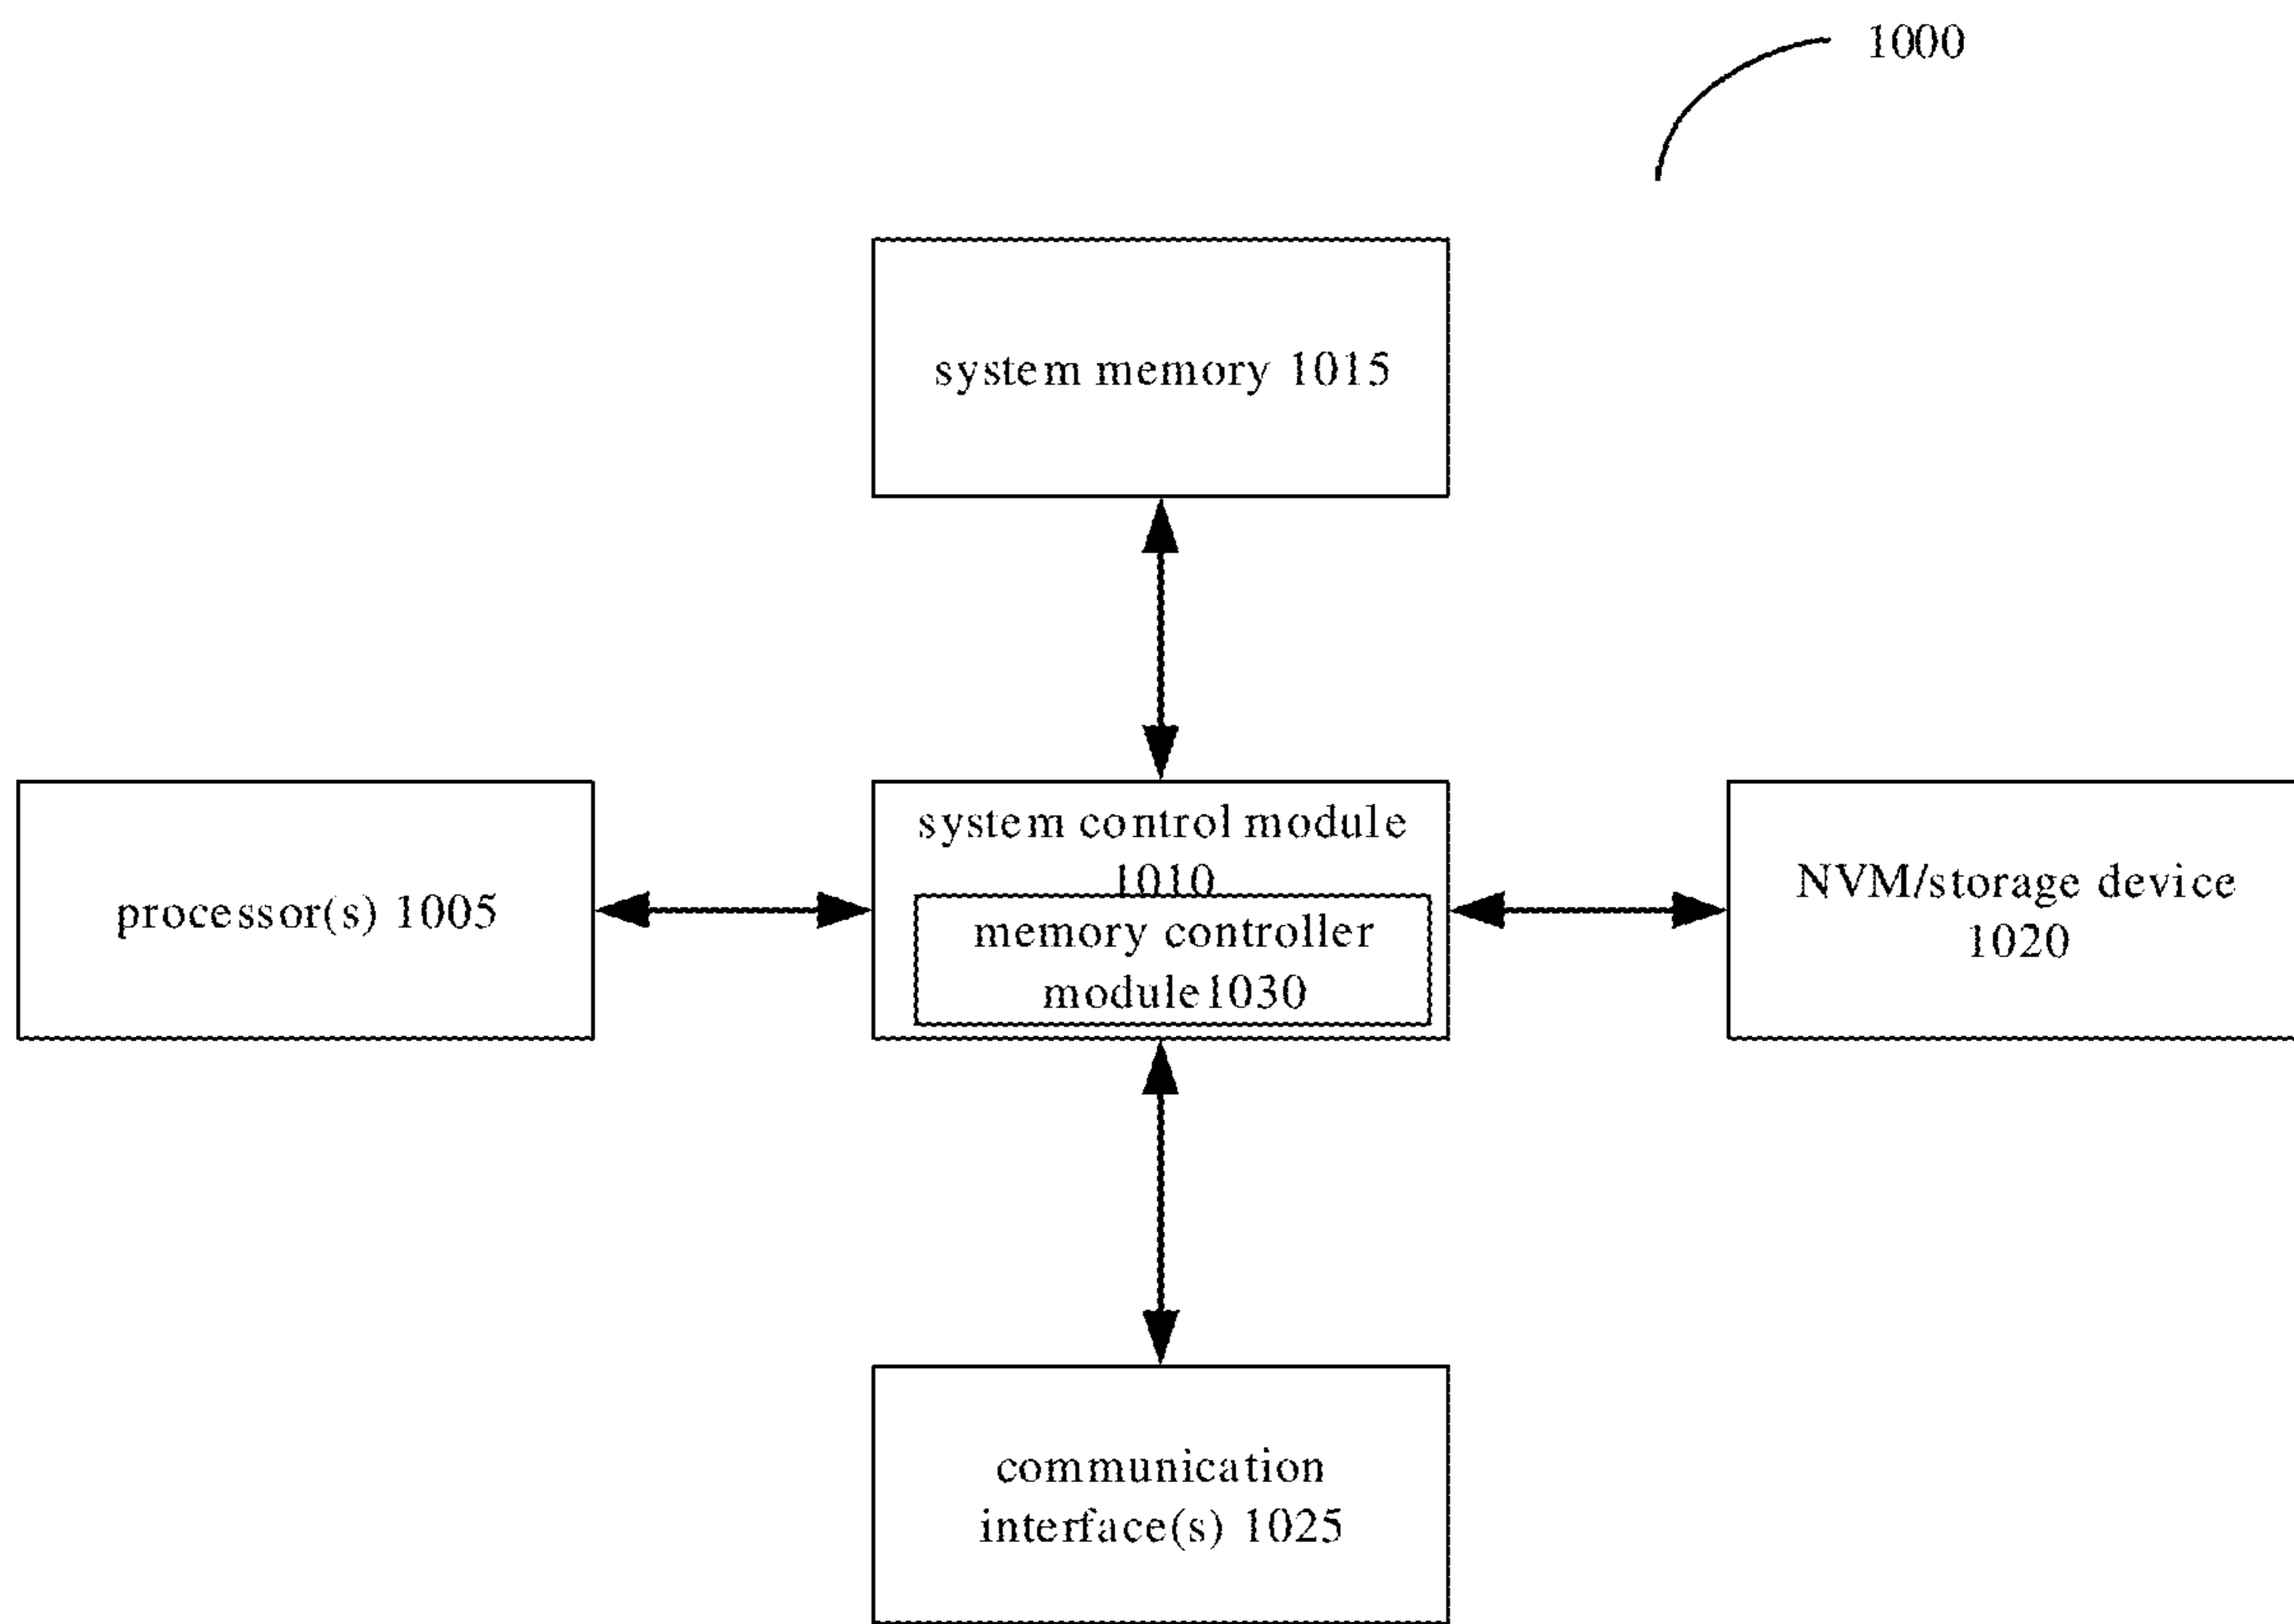 1000
system memory 1015
processor(s) 1005
system control module
1010
memory controller
module1030
NVM/storage device
1020
communication
interface(s) 1025